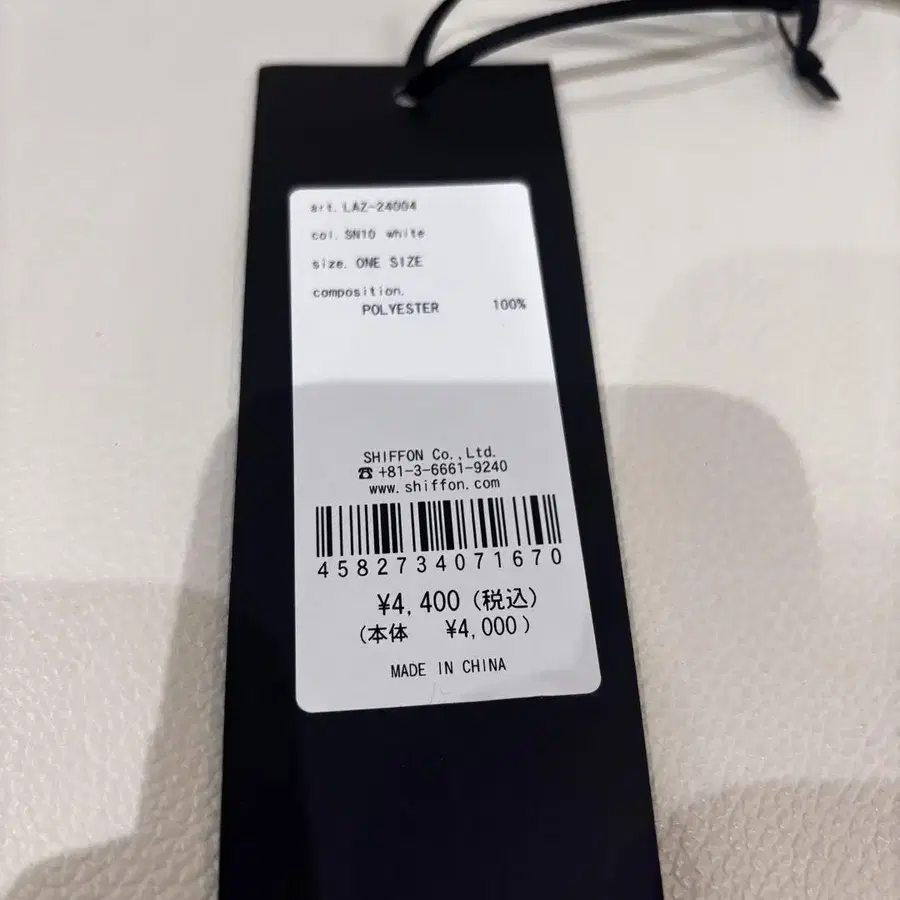 art. LAZ-24004
col. SN10 white
size. ONE SIZE
composition.
POLYESTER 100%
SHIFFON Co.,Ltd.
☎ +81-3-6661-9240
www.shiffon.com
4582734071670
¥4,400 (税込)
(本体 ¥4,000)
MADE IN CHINA